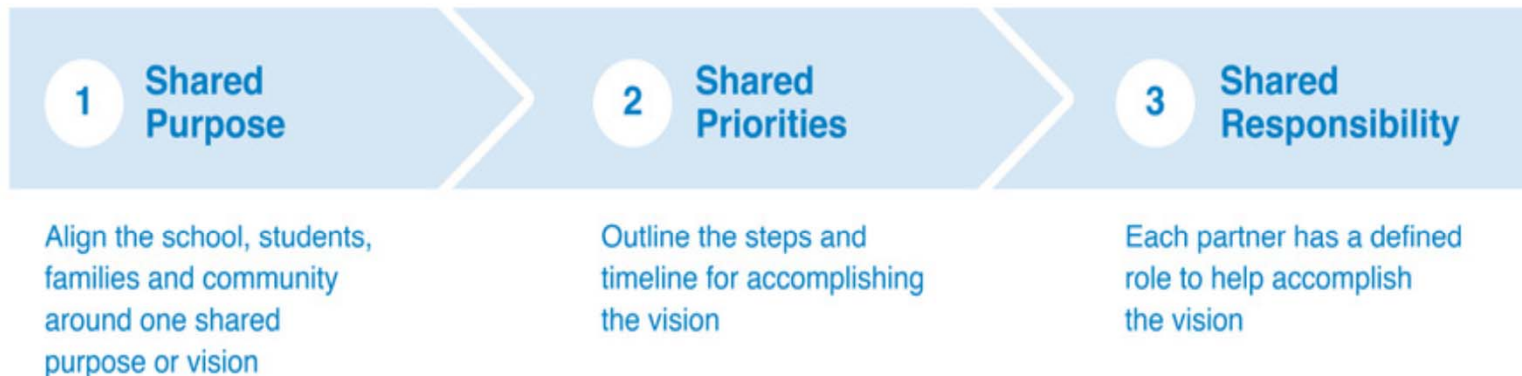 1
Shared
Purpose
Align the school, students,
families and community
around one shared
purpose or vision
2
Shared
Priorities
Outline the steps and
timeline for accomplishing
the vision
3
Shared
Responsibility
Each partner has a defined
role to help accomplish
the vision